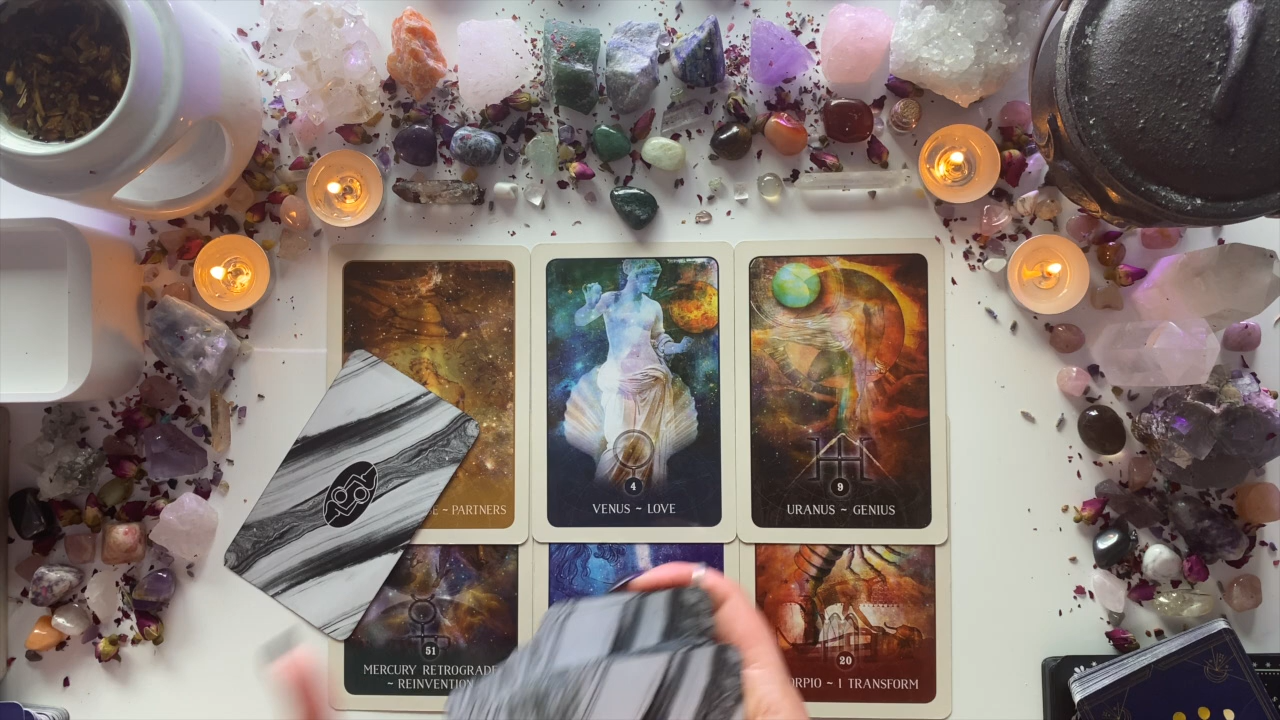 ~ PARTNERS
4
VENUS ~ LOVE
9
URANUS ~ GENIUS
51
MERCURY RETROGRADE
~ REINVENTION
20
~ I TRANSFORM